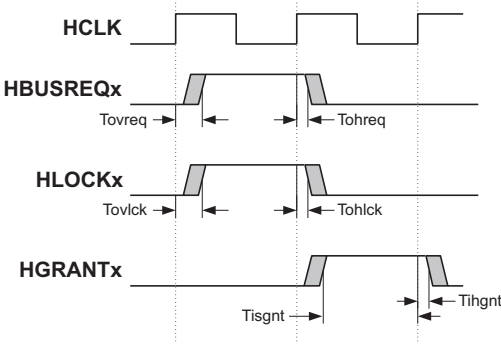 HCLK
HBUSREQx
Tovreq
Tohreq
HLOCKx
Tovlck
Tohlck
HGRANTx
Tihgnt
Tisgnt